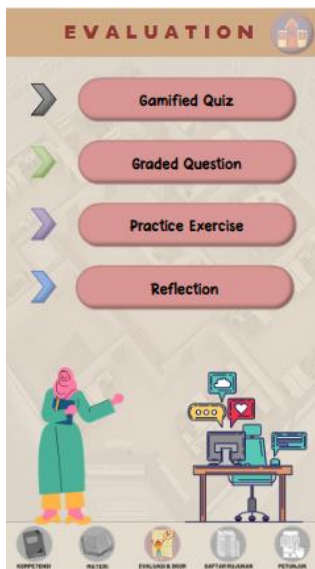 EVALUATION
Gamified Quiz
Graded Question
Practice Exercise
Reflection
KOMPETENSI
MATERI
EVALUASI & SKOR
DAFTAR RUJUKAN
PETUNJUK